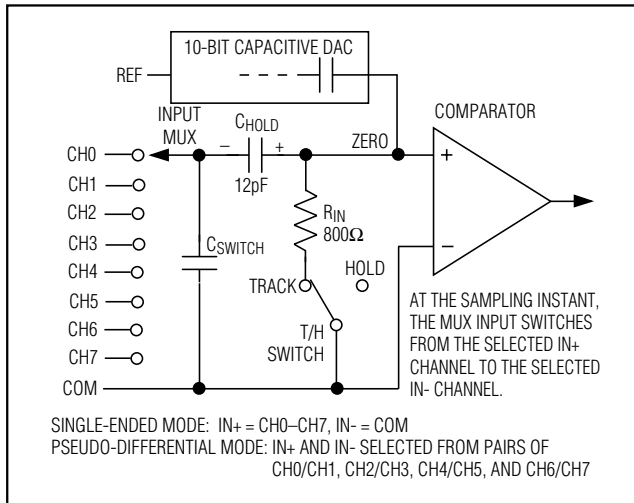 10-BIT CAPACITIVE DAC
REF
COMPARATOR
INPUT
MUX
CHOLD
ZERO
– +
12pF
+
–
CH0
CH1
CH2
CH3
CH4
CH5
CH6
CH7
COM
CSWITCH
RIN
800Ω
TRACK
HOLD
T/H
SWITCH
AT THE SAMPLING INSTANT,
THE MUX INPUT SWITCHES
FROM THE SELECTED IN+
CHANNEL TO THE SELECTED
IN- CHANNEL.
SINGLE-ENDED MODE: IN+ = CH0–CH7, IN- = COM
PSEUDO-DIFFERENTIAL MODE: IN+ AND IN- SELECTED FROM PAIRS OF
CH0/CH1, CH2/CH3, CH4/CH5, AND CH6/CH7